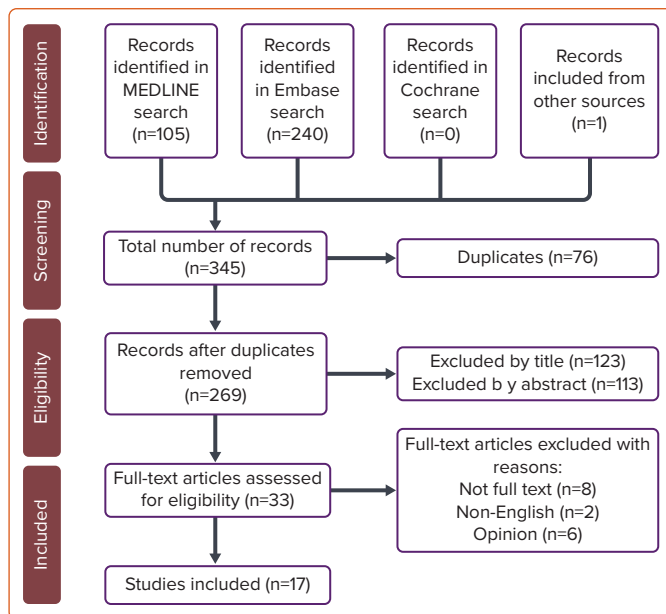 Identification
Records
identified in
MEDLINE
search
(n=105)
Records
identified
in Embase
search
(n=240)
Records
identified in
Cochrane
search
(n=0)
Records
included from
other sources
(n=1)
Screening
Total number of records
(n=345)
Duplicates (n=76)
Eligibility
Records after duplicates
removed
(n=269)
Excluded by title (n=123)
Excluded b y abstract (n=113)
Included
Full-text articles assessed
for eligibility (n=33)
Full-text articles excluded with
reasons:
Not full text (n=8)
Non-English (n=2)
Opinion (n=6)
Studies included (n=17)